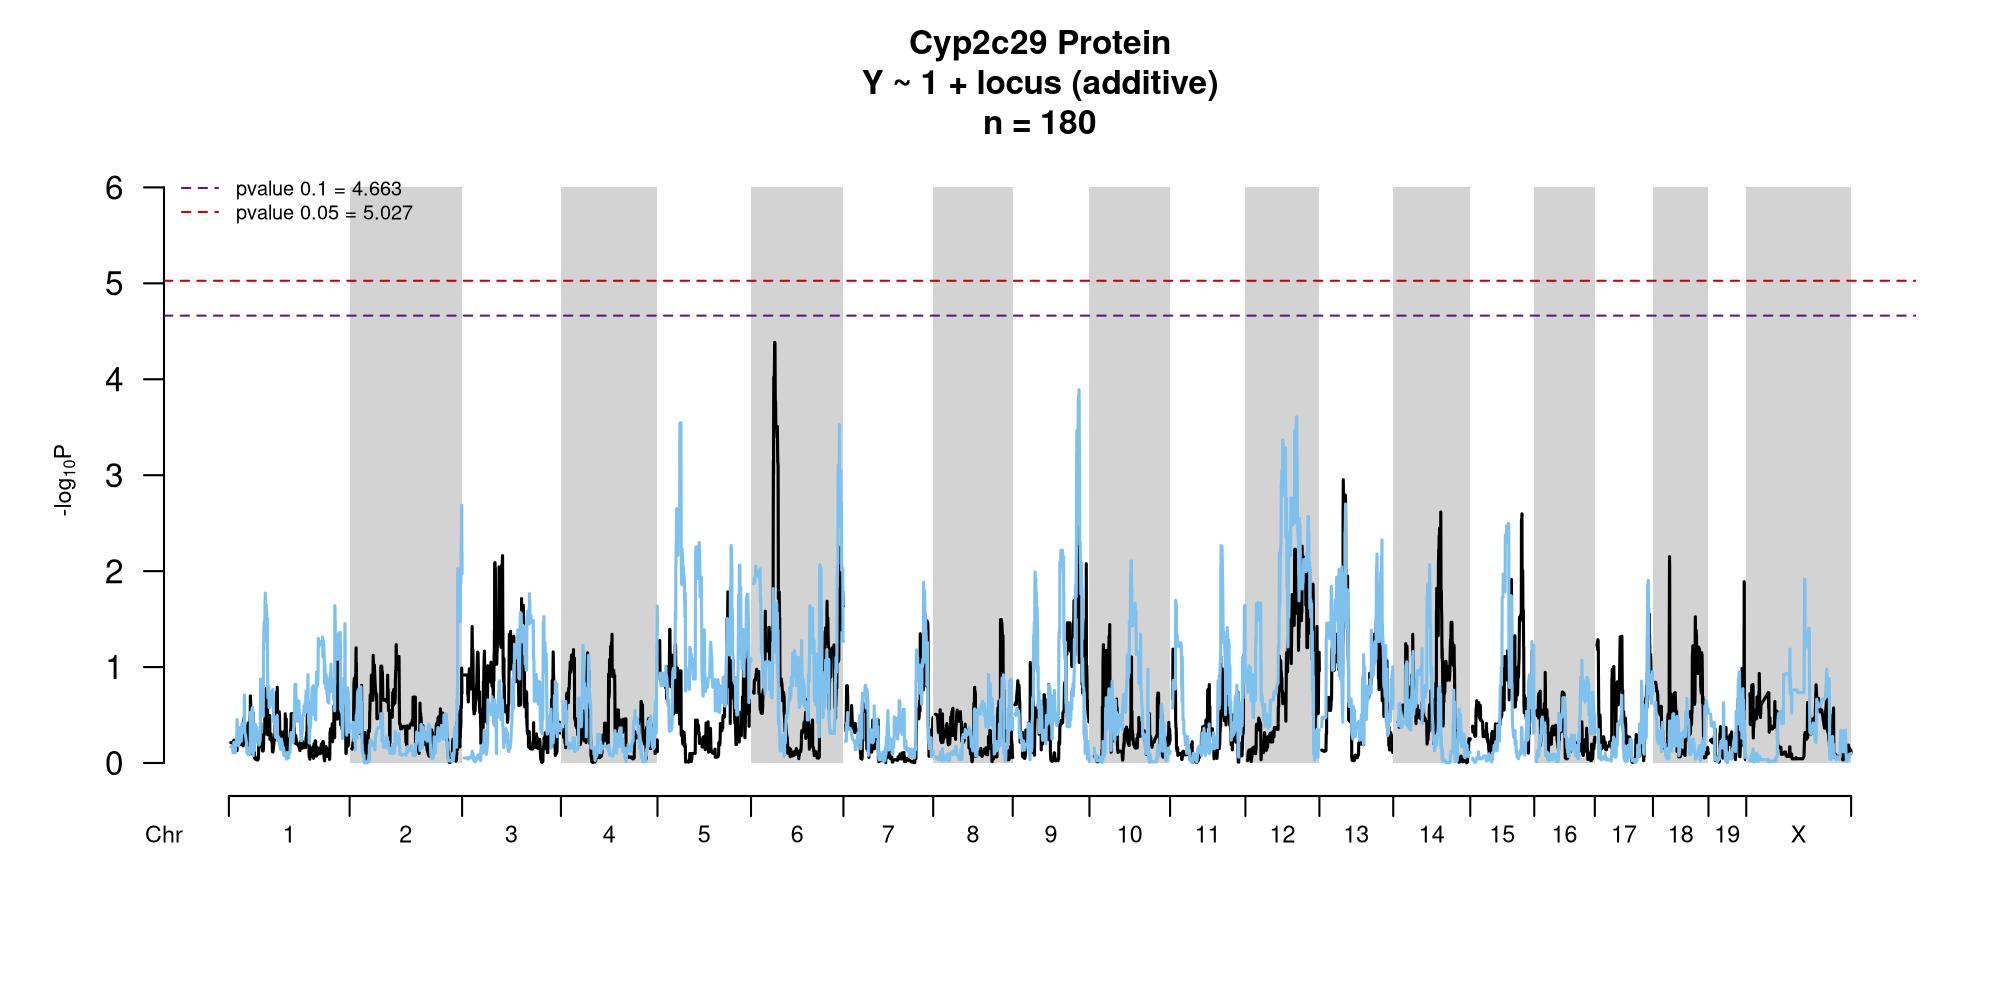 Cyp2c29 Protein
Y ~ 1 + locus (additive)
n = 180
pvalue 0.1 = 4.663
pvalue 0.05 = 5.027
6
5
4
3
2
1
0
-log10P
Chr 1 2 3 4 5 6 7 8 9 10 11 12 13 14 15 16 17 18 19 X